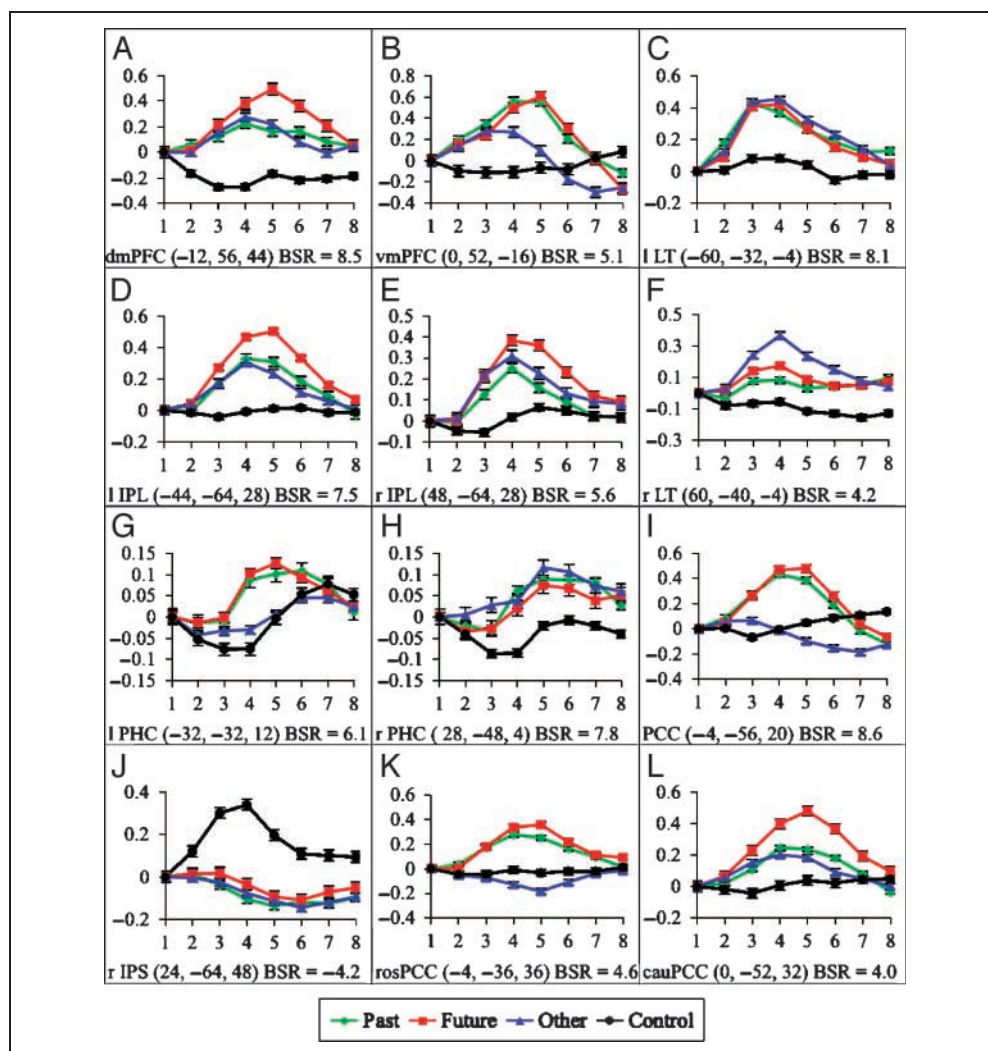 A B C
0.6 0.8 0.6
0.4 0.6 0.4
0.2 0.4 0.2
0 0.2 0
−0.2 0 −0.2
−0.4 −0.2
−0.4
1 2 3 4 5 6 7 8
1 2 3 4 5 6 7 8
1 2 3 4 5 6 7 8
dmPFC (−12, 56, 44) BSR = 8.5
vmPFC (0, 52, −16) BSR = 5.1
l LT (−60, −32, −4) BSR = 8.1
D E F
0.6 0.5 0.5
0.4 0.4 0.3
0.2 0.3 0.1
0 0.2 −0.1
−0.2 0.1 −0.3
0
−0.1
1 2 3 4 5 6 7 8
1 2 3 4 5 6 7 8
1 2 3 4 5 6 7 8
l IPL (−44, −64, 28) BSR = 7.5
r IPL (48, −64, 28) BSR = 5.6
r LT (60, −40, −4) BSR = 4.2
G H I
0.15 0.15 0.6
0.1 0.1 0.4
0.05 0.05 0.2
0 0 0
−0.05 −0.05 −0.2
−0.1 −0.1 −0.4
0.15 0.15
1 2 3 4 5 6 7 8
1 2 3 4 5 6 7 8
1 2 3 4 5 6 7 8
l PHC (−32, −32, 12) BSR = 6.1
r PHC (28, −48, 4) BSR = 7.8
PCC (−4, −56, 20) BSR = 8.6
J K L
0.4 0.6 0.6
0.2 0.4 0.4
0 0.2 0.2
−0.2 0 0
−0.2 −0.2
−0.4
1 2 3 4 5 6 7 8
1 2 3 4 5 6 7 8
1 2 3 4 5 6 7 8
r IPS (24, −64, 48) BSR = −4.2
rosPCC (−4, −36, 36) BSR = 4.6
cauPCC (0, −52, 32) BSR = 4.0
Past Future Other Control